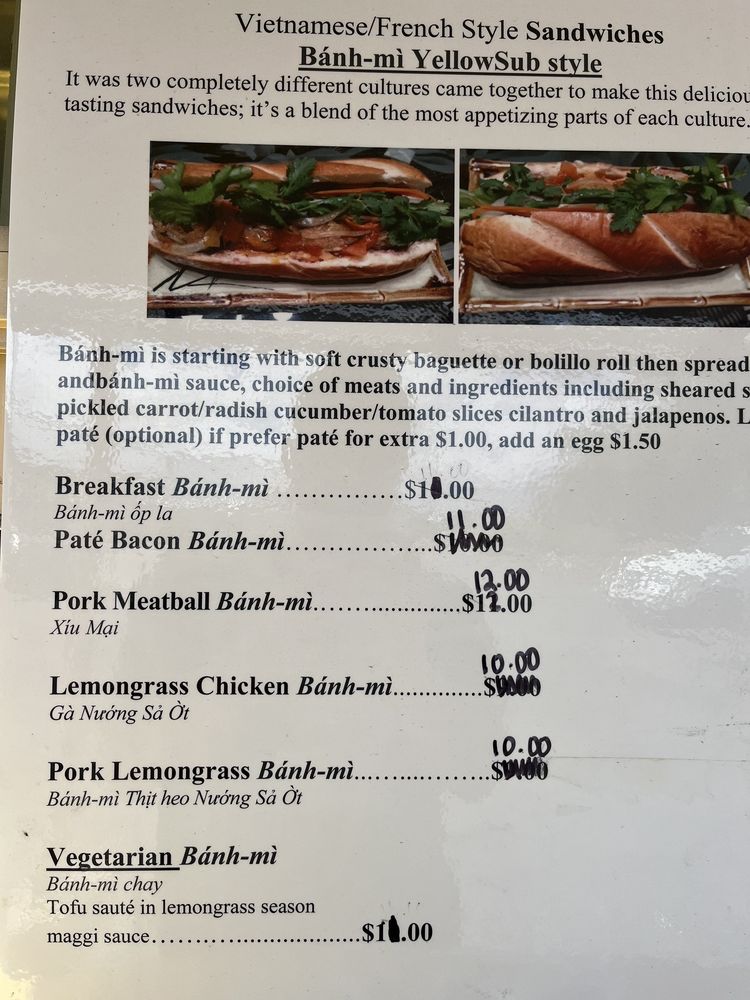 Vietnamese/French Style Sandwiches
Bánh-mì YellowSub style
It was two completely different cultures came together to make this deliciou
tasting sandwiches; it's a blend of the most appetizing parts of each culture.
Bánh-mì is starting with soft crusty baguette or bolillo roll then spread
andbánh-mì sauce, choice of meats and ingredients including sheared s
pickled carrot/radish cucumber/tomato slices cilantro and jalapenos. L
paté (optional) if prefer paté for extra $1.00, add an egg $1.50
Breakfast Bánh-mì ..................$11.00
Bánh-mì ốp la
11.00
Paté Bacon Bánh-mì.....................$
12.00
Pork Meatball Bánh-mì.....................$12.00
Xíu Mại
10.00
Lemongrass Chicken Bánh-mì.............$
Gà Nướng Sả Ớt
10.00
Pork Lemongrass Bánh-mì...................$
Bánh-mì Thịt heo Nướng Sả Ớt
Vegetarian Bánh-mì
Bánh-mì chay
Tofu sauté in lemongrass season
maggi sauce..............................$11.00